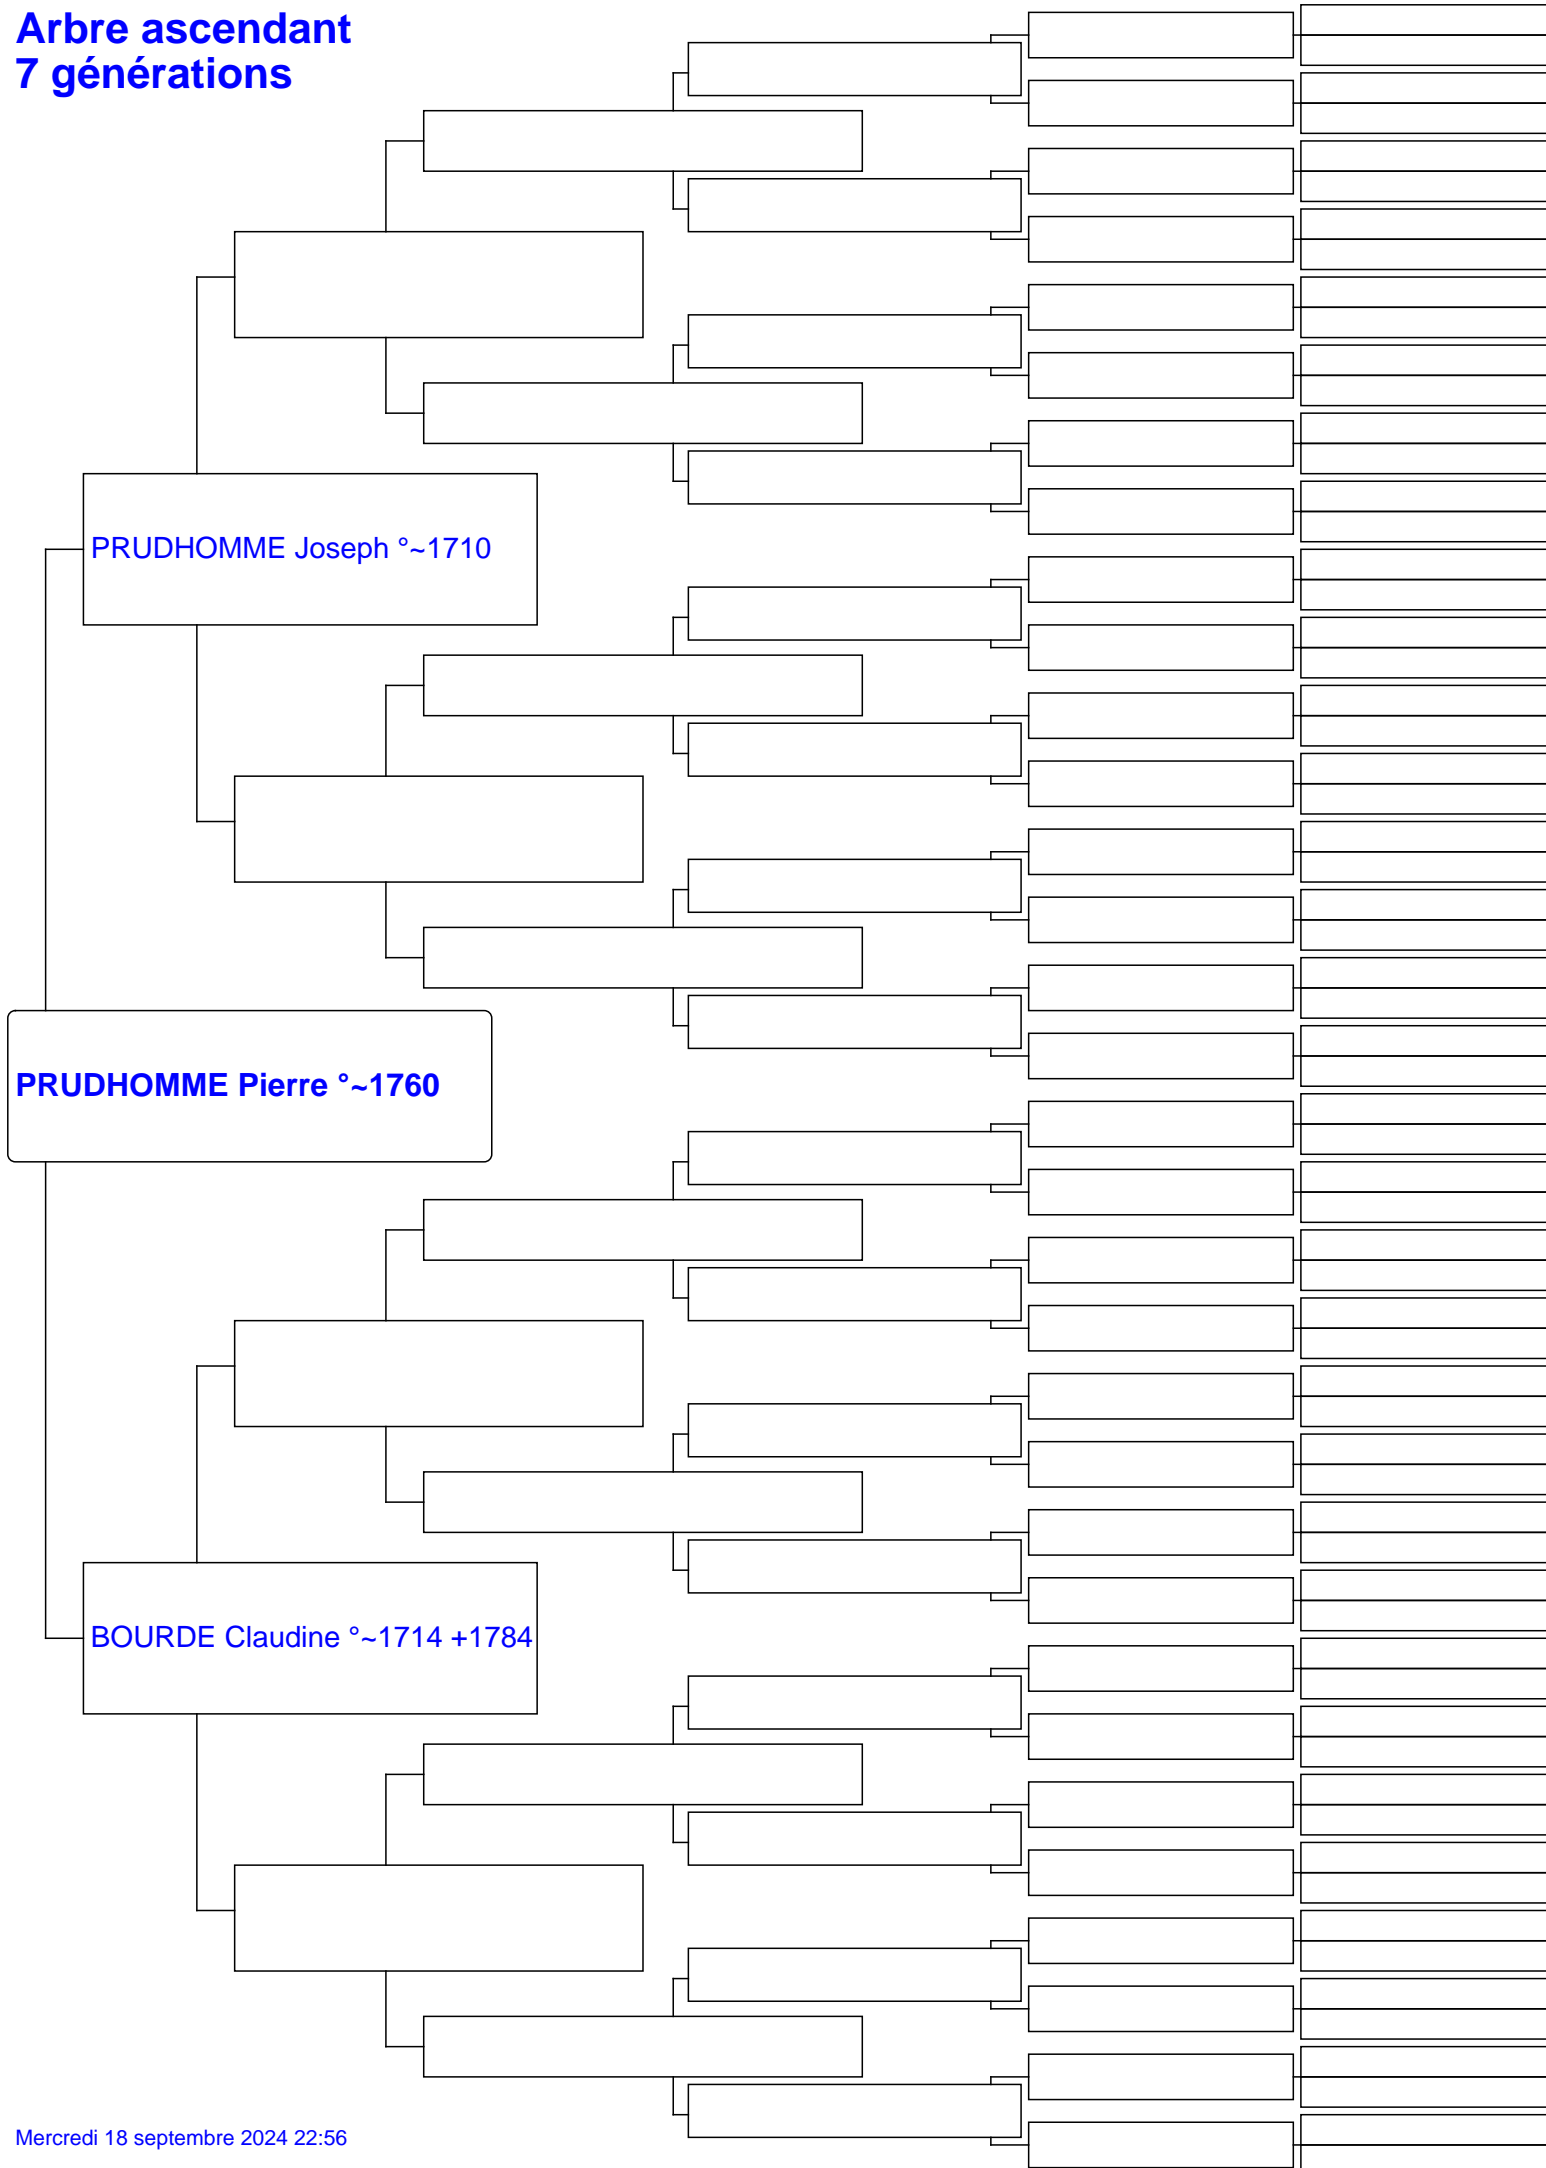 Arbre ascendant
7 générations
PRUDHOMME Joseph °~1710
PRUDHOMME Pierre °~1760
BOURDE Claudine °~1714 +1784
Mercredi 18 septembre 2024 22:56